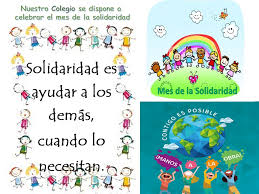 Nuestro Colegio se dispone a
celebrar el mes de la solidaridad
Solidaridad es
ayudar a los
demás,
cuando lo
necesitan.
Mes de la Solidaridad
CONTIGO ES POSIBLE
¡MANOS A LA OBRA!